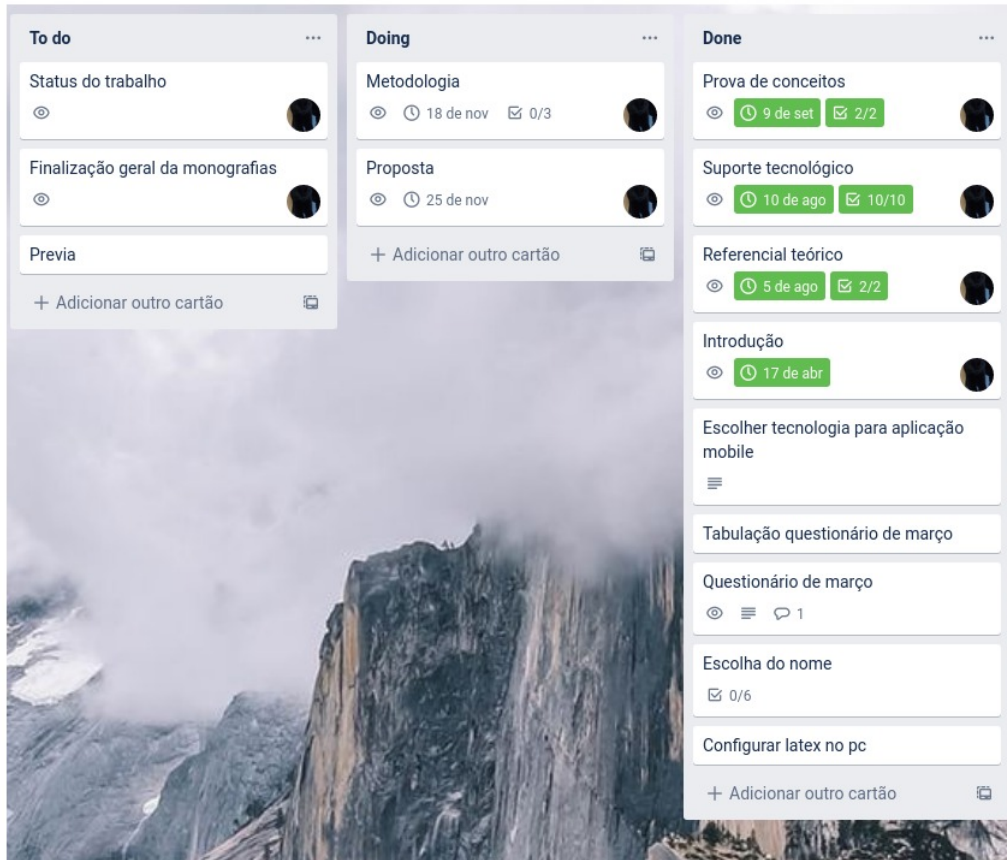 To do
Status do trabalho
Finalização geral da monografias
Previa
+ Adicionar outro cartão
Doing
Metodologia
18 de nov 0/3
Proposta
25 de nov
+ Adicionar outro cartão
Done
Prova de conceitos
9 de set 2/2
Suporte tecnológico
10 de ago 10/10
Referencial teórico
5 de ago 2/2
Introdução
17 de abr
Escolher tecnologia para aplicação
mobile
Tabulação questionário de março
Questionário de março
1
Escolha do nome
0/6
Configurar latex no pc
+ Adicionar outro cartão